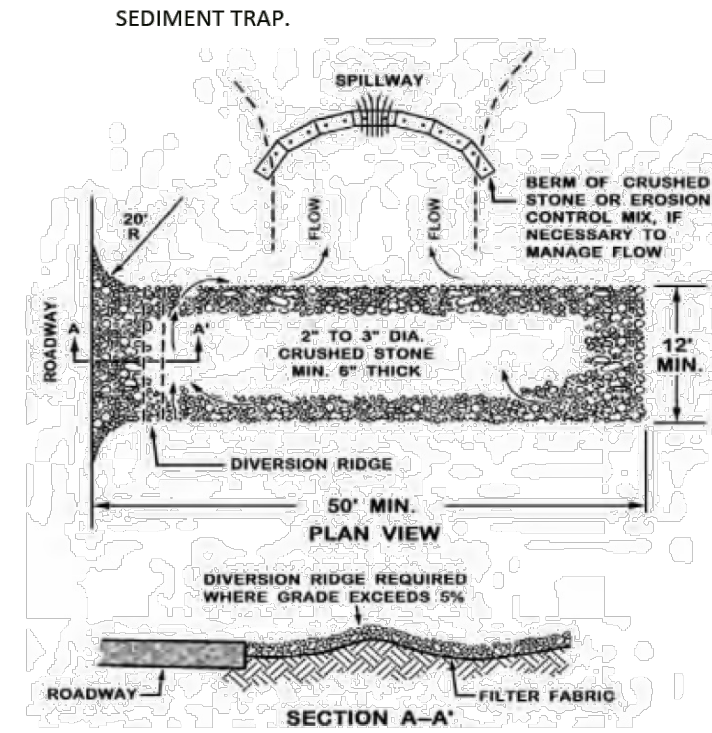 SEDIMENT TRAP.
SPILLWAY
BERM OF CRUSHED
STONE OR EROSION
CONTROL MIX, IF
NECESSARY TO
MANAGE FLOW
20'
R
FLOW
FLOW
ROADWAY
A
A'
2" TO 3" DIA.
CRUSHED STONE
MIN. 6" THICK
12'
MIN.
DIVERSION RIDGE
50' MIN.
PLAN VIEW
DIVERSION RIDGE REQUIRED
WHERE GRADE EXCEEDS 5%
ROADWAY
FILTER FABRIC
SECTION A–A'